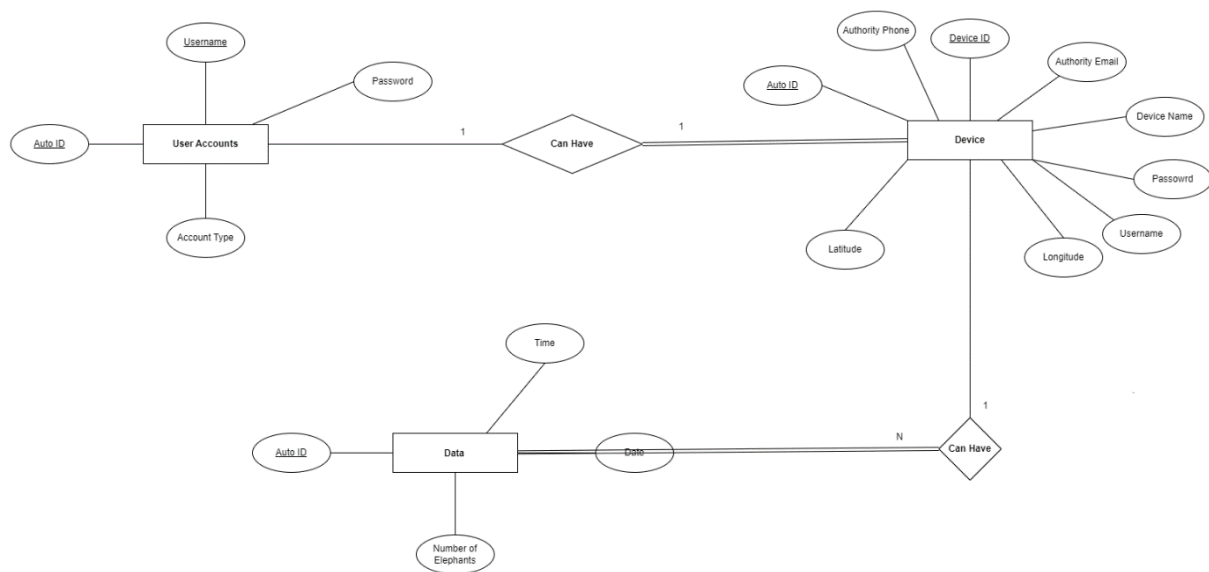 Username
Password
Auto ID
User Accounts
Account Type
1
Can Have
1
Authority Phone
Device ID
Authority Email
Auto ID
Device Name
Device
Passowrd
Username
Latitude
Longitude
Time
1
N
Can Have
Auto ID
Data
Date
Number of
Elephants